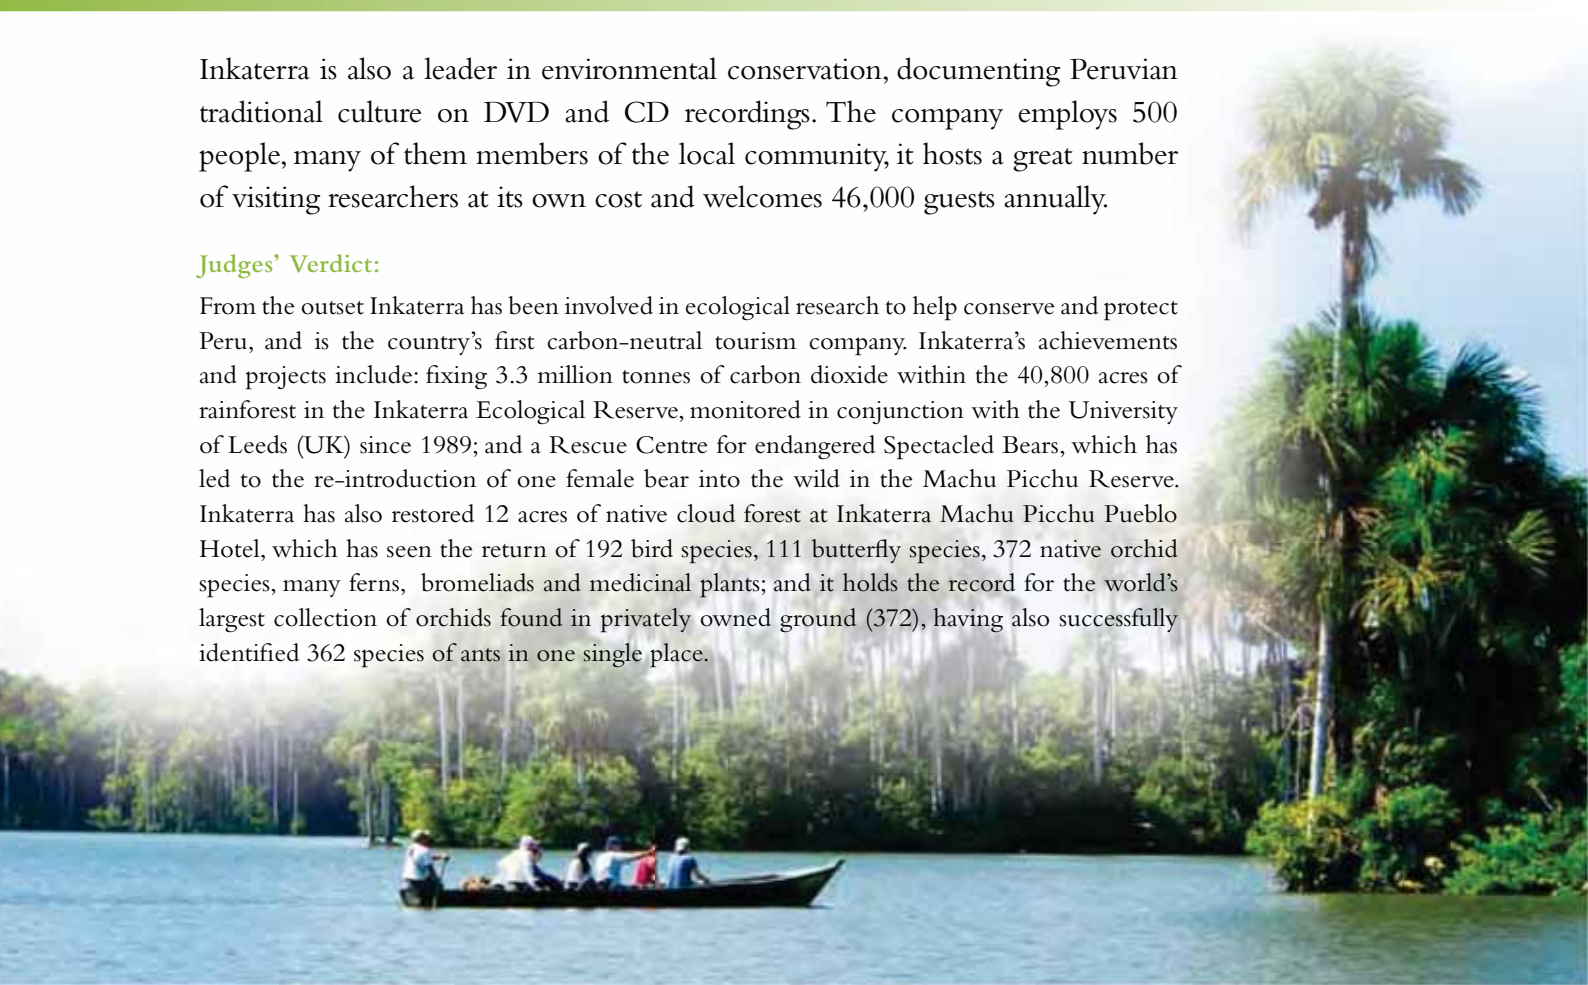 Inkaterra is also a leader in environmental conservation, documenting Peruvian
traditional culture on DVD and CD recordings. The company employs 500
people, many of them members of the local community, it hosts a great number
of visiting researchers at its own cost and welcomes 46,000 guests annually.
Judges’ Verdict:
From the outset Inkaterra has been involved in ecological research to help conserve and protect
Peru, and is the country’s first carbon-neutral tourism company. Inkaterra’s achievements
and projects include: fixing 3.3 million tonnes of carbon dioxide within the 40,800 acres of
rainforest in the Inkaterra Ecological Reserve, monitored in conjunction with the University
of Leeds (UK) since 1989; and a Rescue Centre for endangered Spectacled Bears, which has
led to the re-introduction of one female bear into the wild in the Machu Picchu Reserve.
Inkaterra has also restored 12 acres of native cloud forest at Inkaterra Machu Picchu Pueblo
Hotel, which has seen the return of 192 bird species, 111 butterfly species, 372 native orchid
species, many ferns,  bromeliads and medicinal plants; and it holds the record for the world’s
largest collection of orchids found in privately owned ground (372), having also successfully
identified 362 species of ants in one single place.